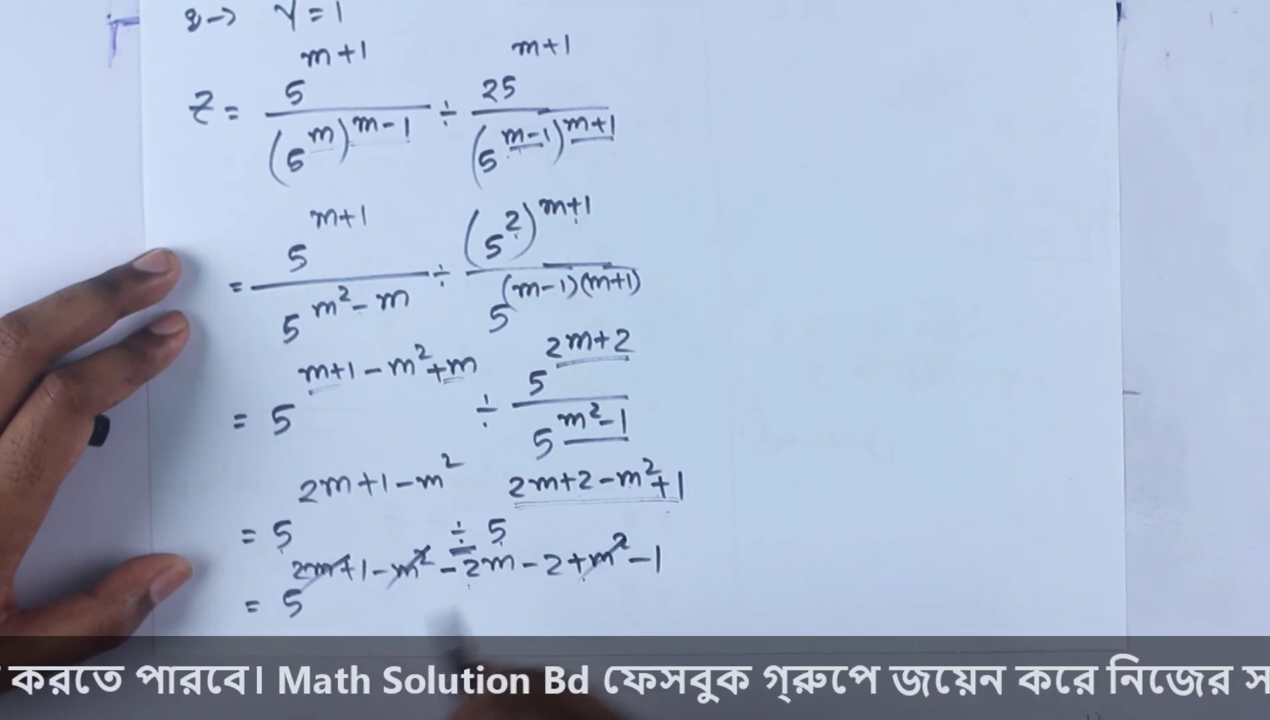 ২→ Y = 1
Z = 5^(m+1) / (5^m)^(m-1) ÷ 25^(m+1) / (5^(m-1))^(m+1)
= 5^(m+1) / 5^(m²-m) ÷ (5²)^(m+1) / 5^((m-1)(m+1))
= 5^(m+1-m²+m) ÷ 5^(2m+2) / 5^(m²-1)
= 5^(2m+1-m²) ÷ 5^(2m+2-m²+1)
= 5^(2m+1-m²-2m-2+m²-1)
করতে পারবে। Math Solution Bd ফেসবুক গ্রুপে জয়েন করে নিজের